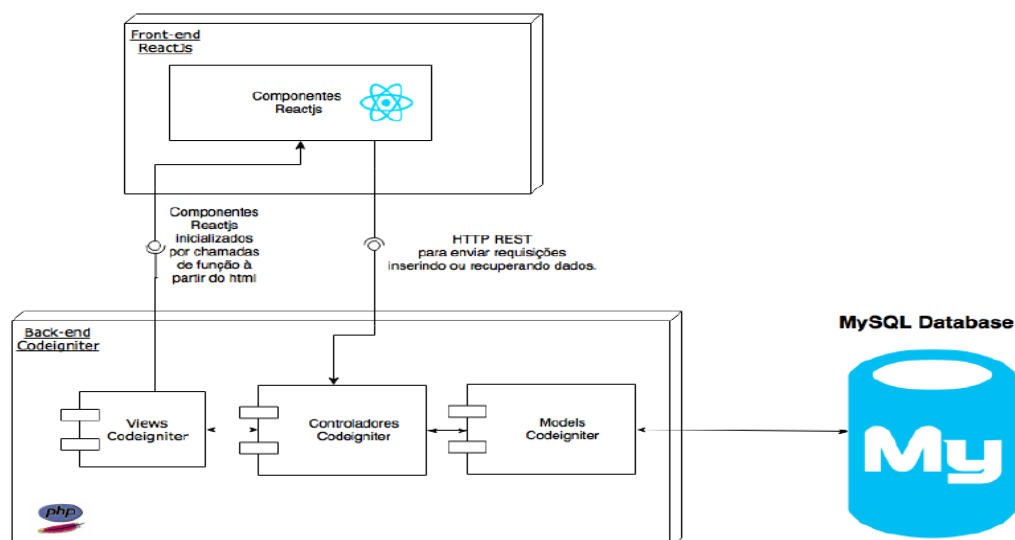 Front-end
ReactJs
Componentes
Reactjs
Componentes
Reactjs
inicializados
por chamadas
de função à
partir do html
HTTP REST
para enviar requisições
inserindo ou recuperando dados.
Back-end
Codeigniter
Views
Codeigniter
Controladores
Codeigniter
Models
Codeigniter
php
MySQL Database
My